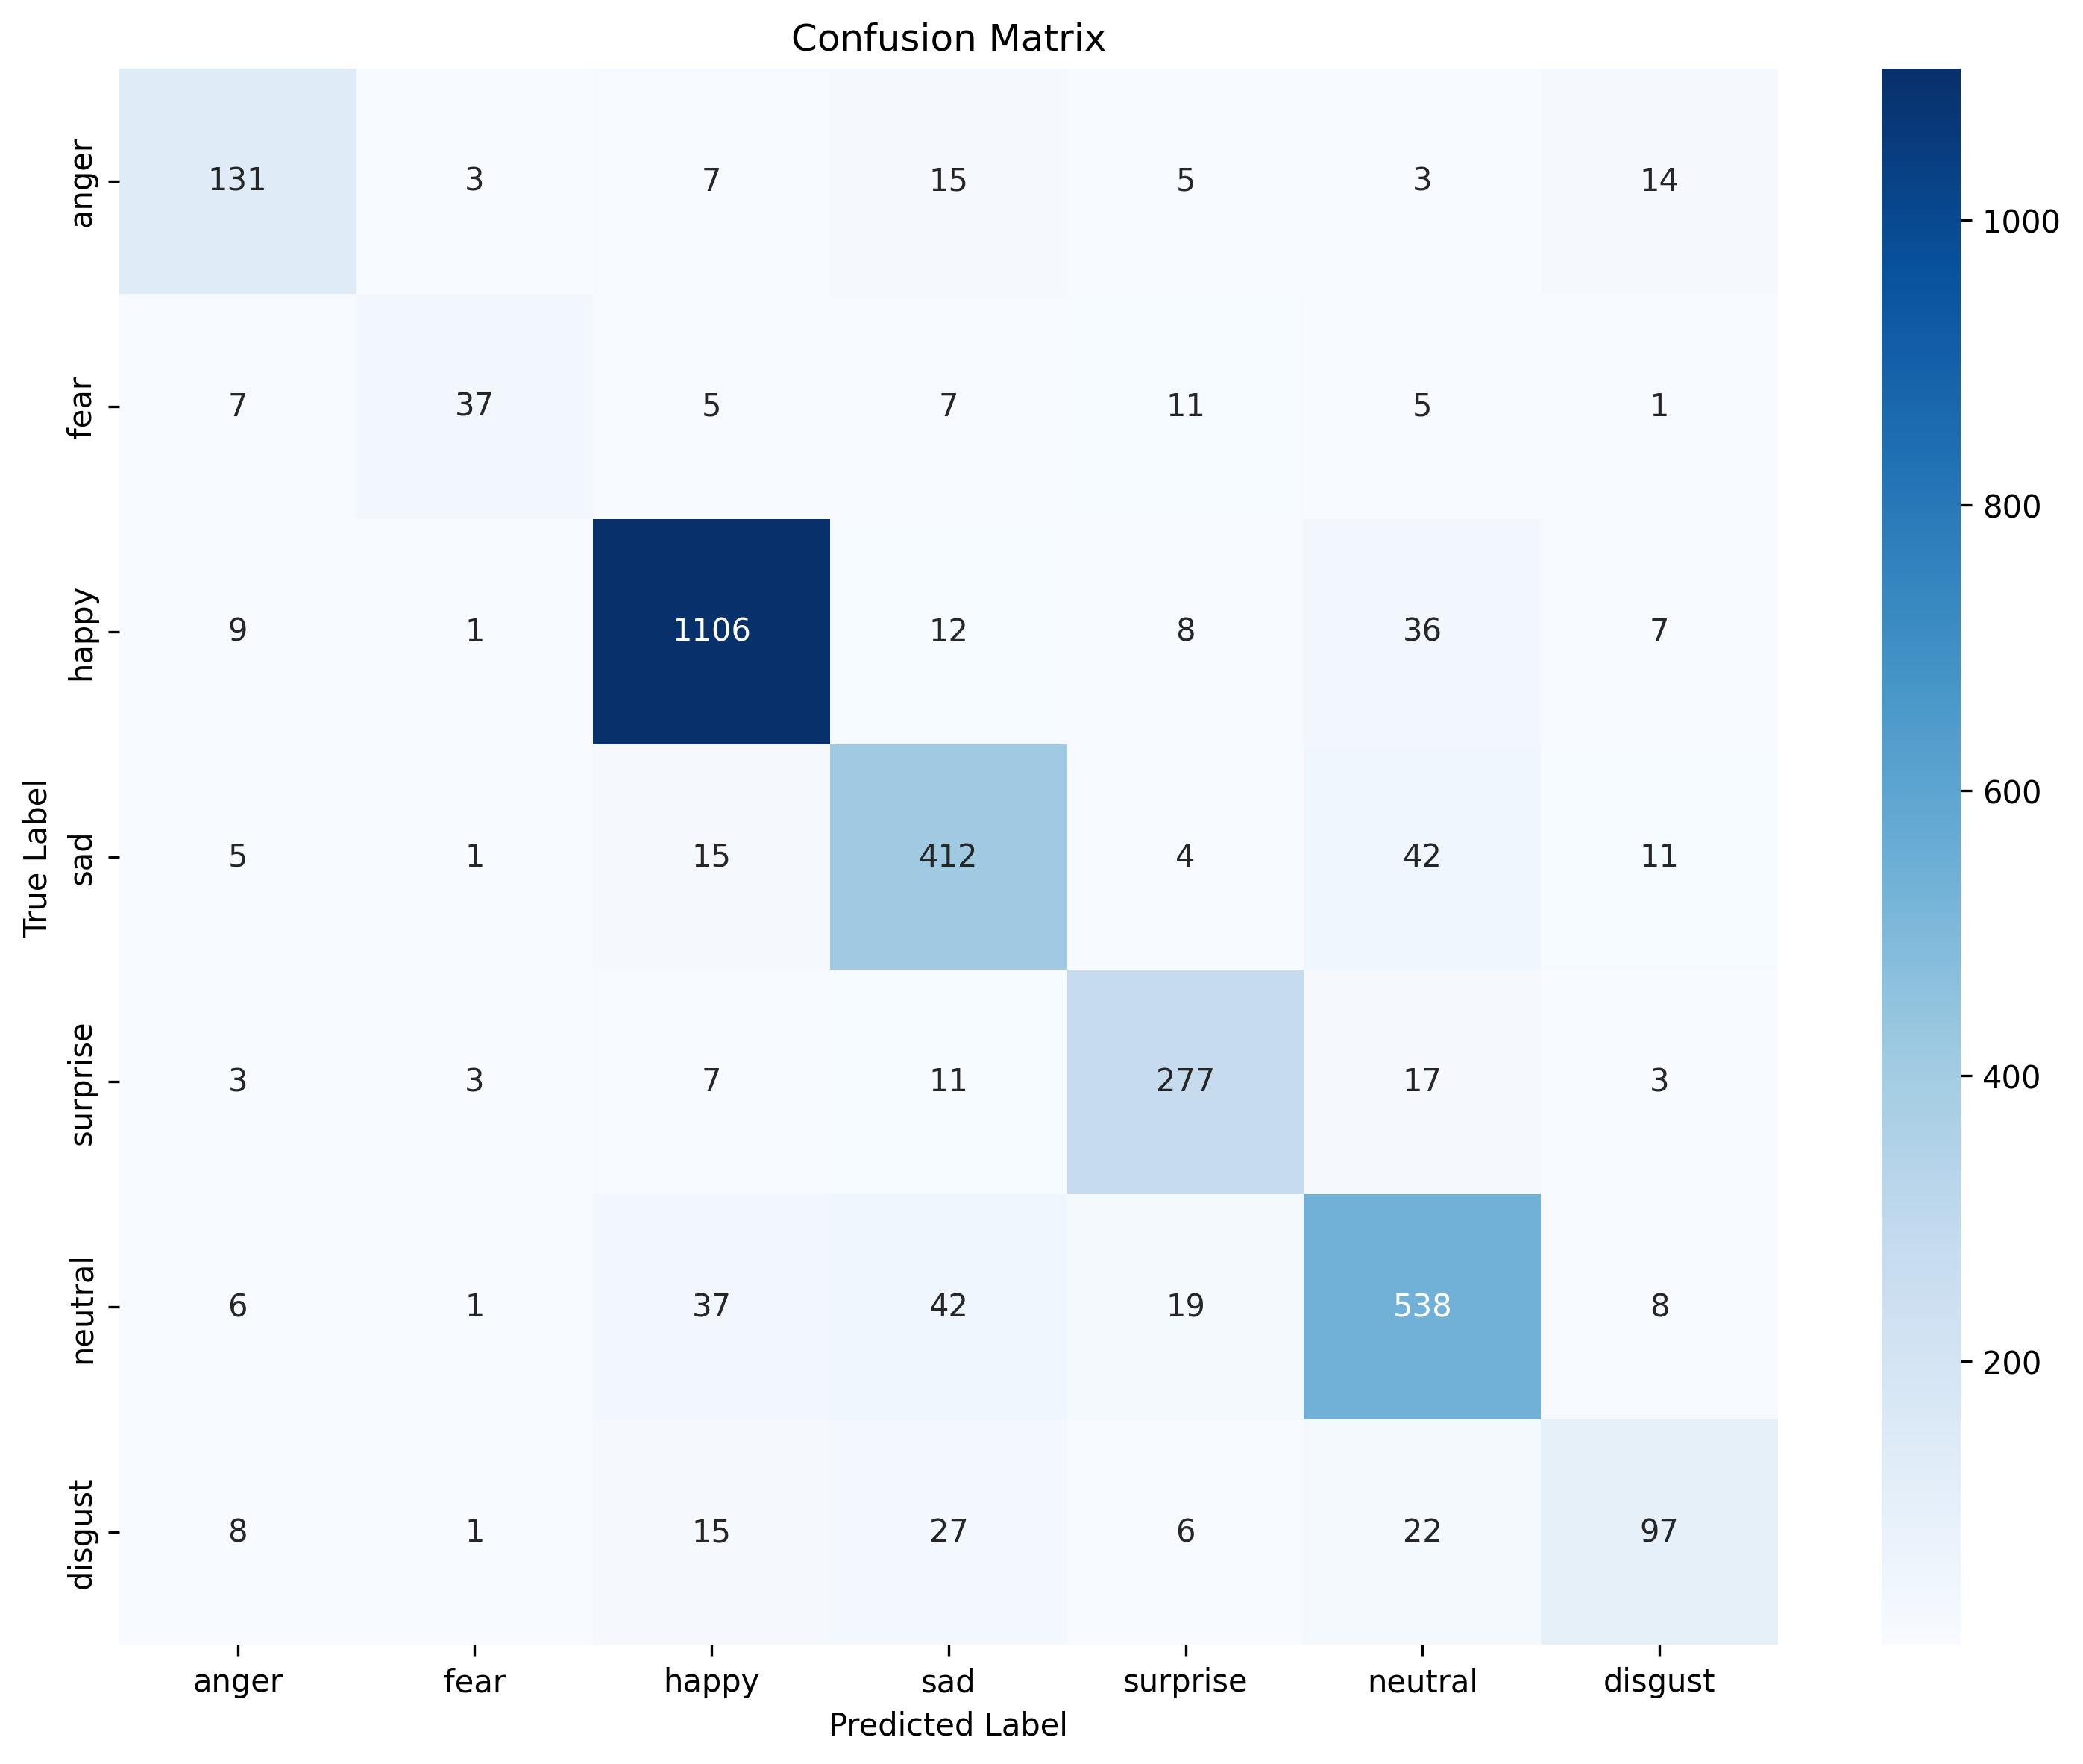 Confusion Matrix
True Label
anger 131 3 7 15 5 3 14
fear 7 37 5 7 11 5 1
happy 9 1 1106 12 8 36 7
sad 5 1 15 412 4 42 11
surprise 3 3 7 11 277 17 3
neutral 6 1 37 42 19 538 8
disgust 8 1 15 27 6 22 97
anger fear happy sad surprise neutral disgust
Predicted Label
1000
800
600
400
200